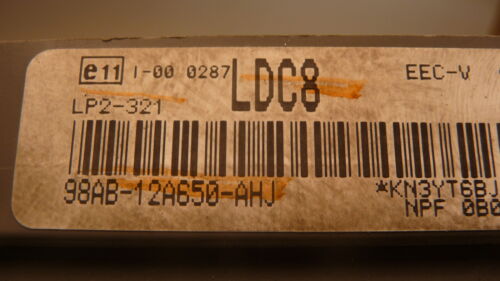 e11 I-00 0287 LDC8 EEC-V
LP2-321
98AB-12A650-AHJ *KN3YT6BJ
NPF 0B0